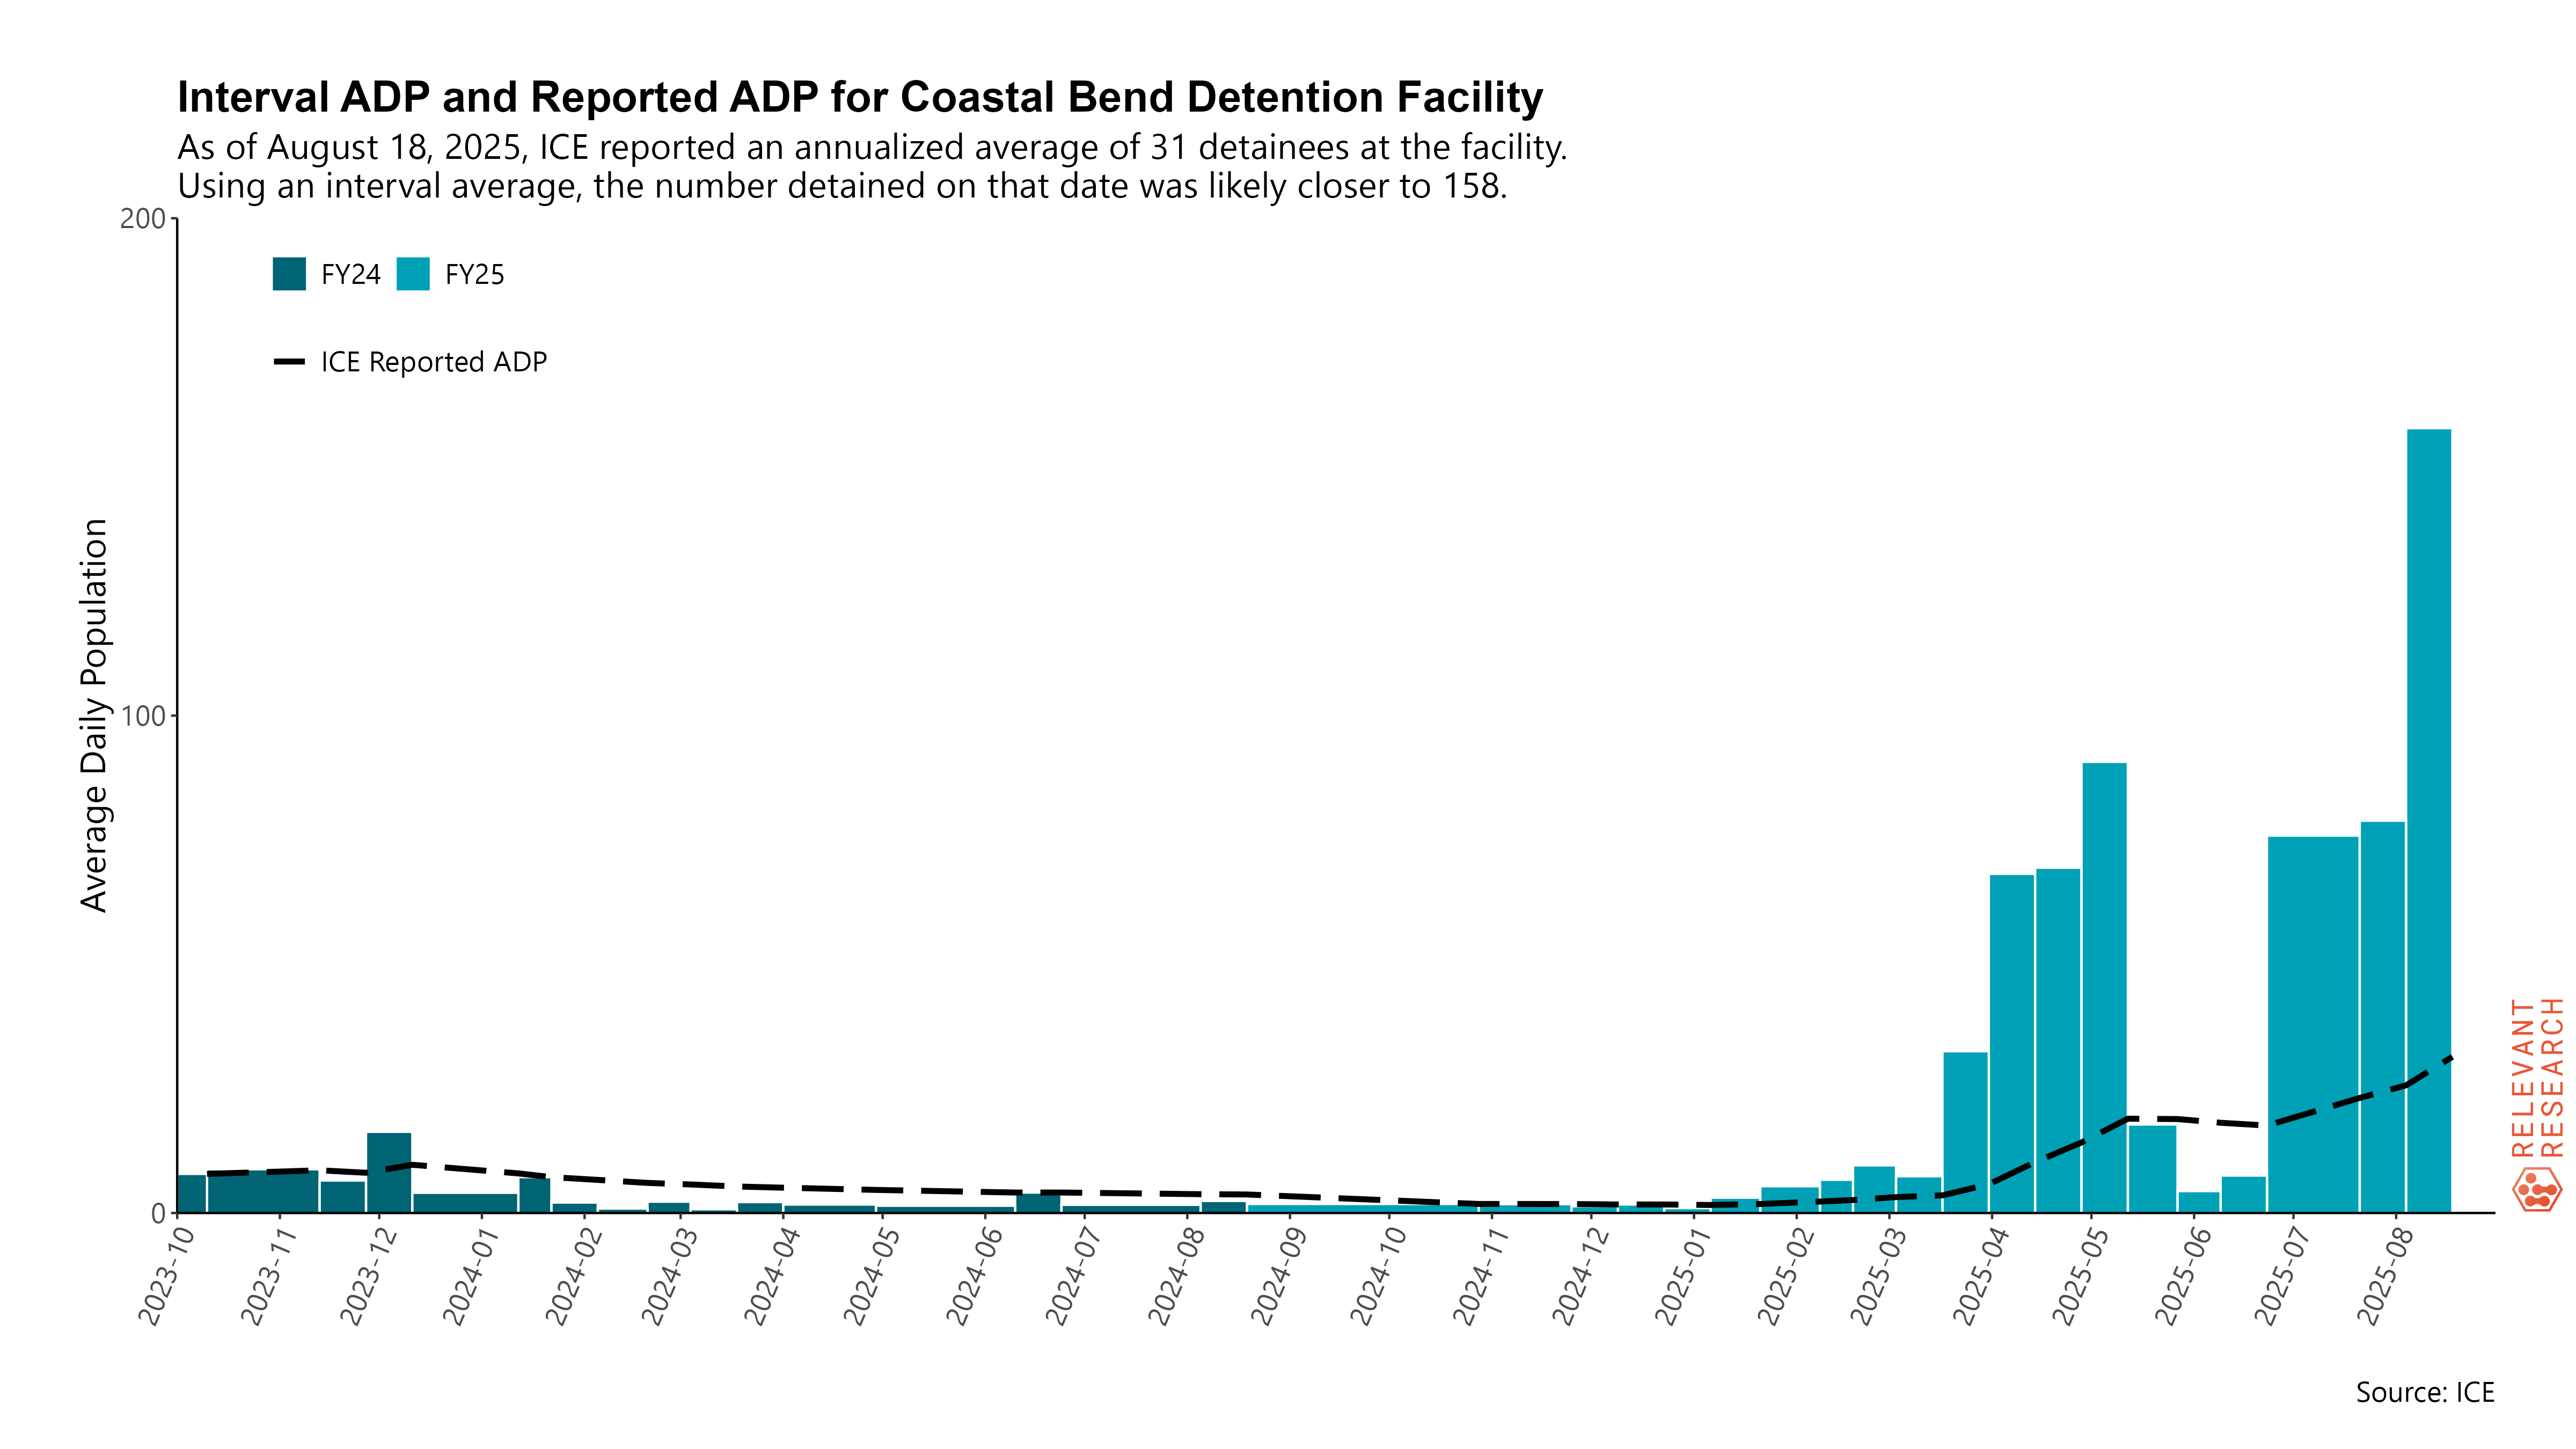 Interval ADP and Reported ADP for Coastal Bend Detention Facility
As of August 18, 2025, ICE reported an annualized average of 31 detainees at the facility.
Using an interval average, the number detained on that date was likely closer to 158.
200
FY24
FY25
ICE Reported ADP
Average Daily Population
100
0
2023-10
2023-11
2023-12
2024-01
2024-02
2024-03
2024-04
2024-05
2024-06
2024-07
2024-08
2024-09
2024-10
2024-11
2024-12
2025-01
2025-02
2025-03
2025-04
2025-05
2025-06
2025-07
2025-08
RELEVANT
RESEARCH
Source: ICE